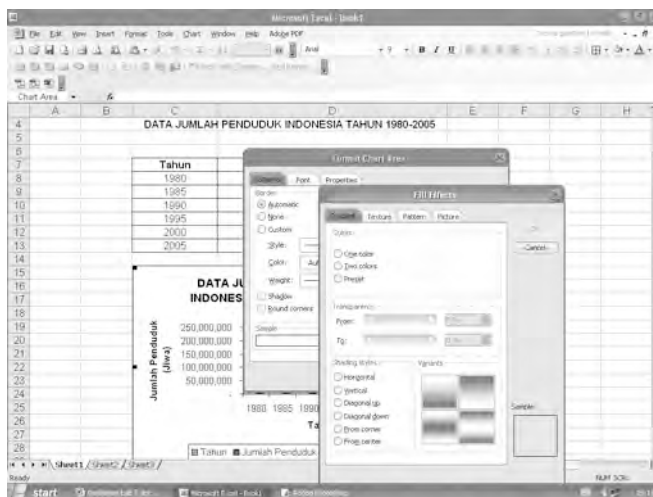 Microsoft Excel - Book1
File Edit View Insert Format Tools Chart Window Help Adobe PDF
Arial 9 B I U
Chart Area fx
A B C D E F G H
4 DATA JUMLAH PENDUDUK INDONESIA TAHUN 1980-2005
5
6
7 Tahun
8 1980
9 1985
10 1990
11 1995
12 2000
13 2005
14
15
16 DATA JU
17 INDONES
18
19 250,000,000
20 200,000,000
21 150,000,000
22 100,000,000
23 50,000,000
24 -
25 1980 1985 1990
26 Ta
27
28 Tahun Jumlah Penduduk
Jumlah Penduduk
(Jiwa)
Format Chart Area
Patterns Font Properties
Border
Automatic
None
Custom
Style:
Color: Aut
Weight:
Shadow
Round corners
Sample
Fill Effects
Gradient Texture Pattern Picture
Colors
One color
Two colors
Preset
Transparency
From:
To:
Shading styles
Horizontal
Vertical
Diagonal up
Diagonal down
From corner
From center
Variants
OK
Cancel
Sample:
Sheet1 / Sheet2 / Sheet3 /
Ready NUM SCRL
start Microsoft Excel - Book1